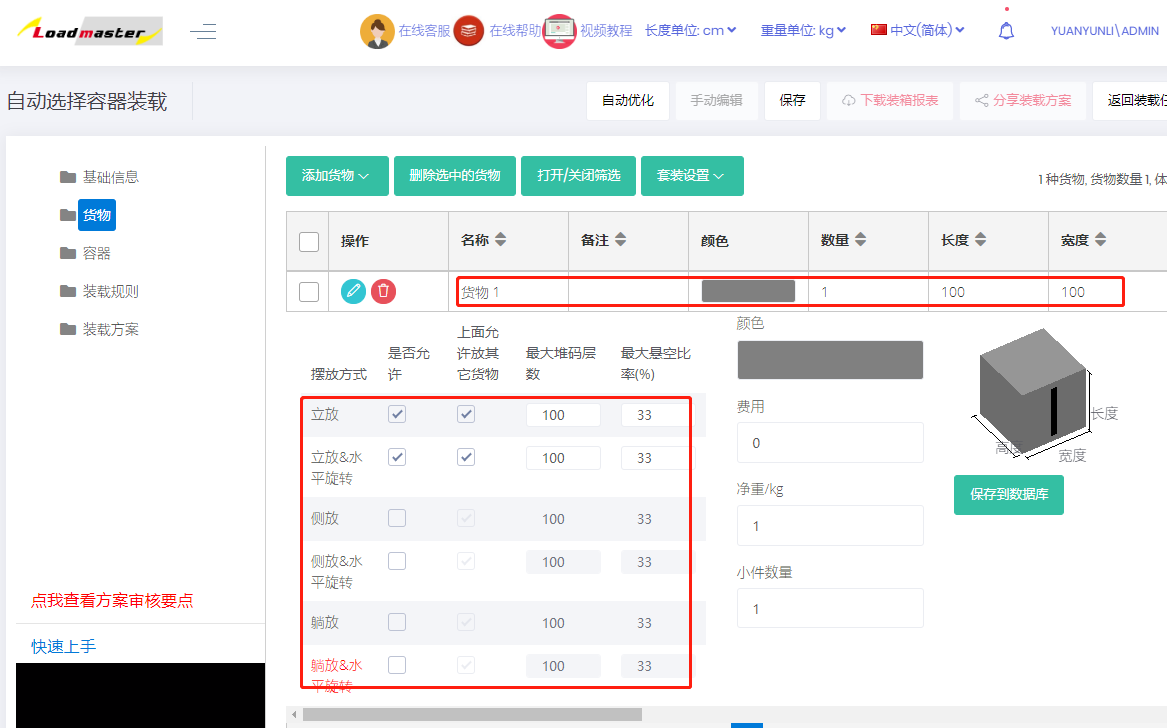 Loadmaster
在线客服
在线帮助
视频教程
长度单位: cm
重量单位: kg
中文(简体)
YUANYUNLI\ADMIN
自动选择容器装载
自动优化
手动编辑
保存
下载装箱报表
分享装载方案
返回装载任
基础信息
货物
容器
装载规则
装载方案
点我查看方案审核要点
快速上手
添加货物
删除选中的货物
打开/关闭筛选
套装设置
1 种货物, 货物数量 1, 体
操作 名称 备注 颜色 数量 长度 宽度
货物 1 1 100 100
摆放方式
是否允
许
上面允
许放其
它货物
最大堆码层
数
最大悬空比
率(%)
立放 100 33
立放&水 100 33
平旋转
侧放 100 33
侧放&水 100 33
平旋转
躺放 100 33
躺放&水 100 33
平旋转
颜色
费用
0
净重/kg
1
小件数量
1
长度
高度
宽度
保存到数据库